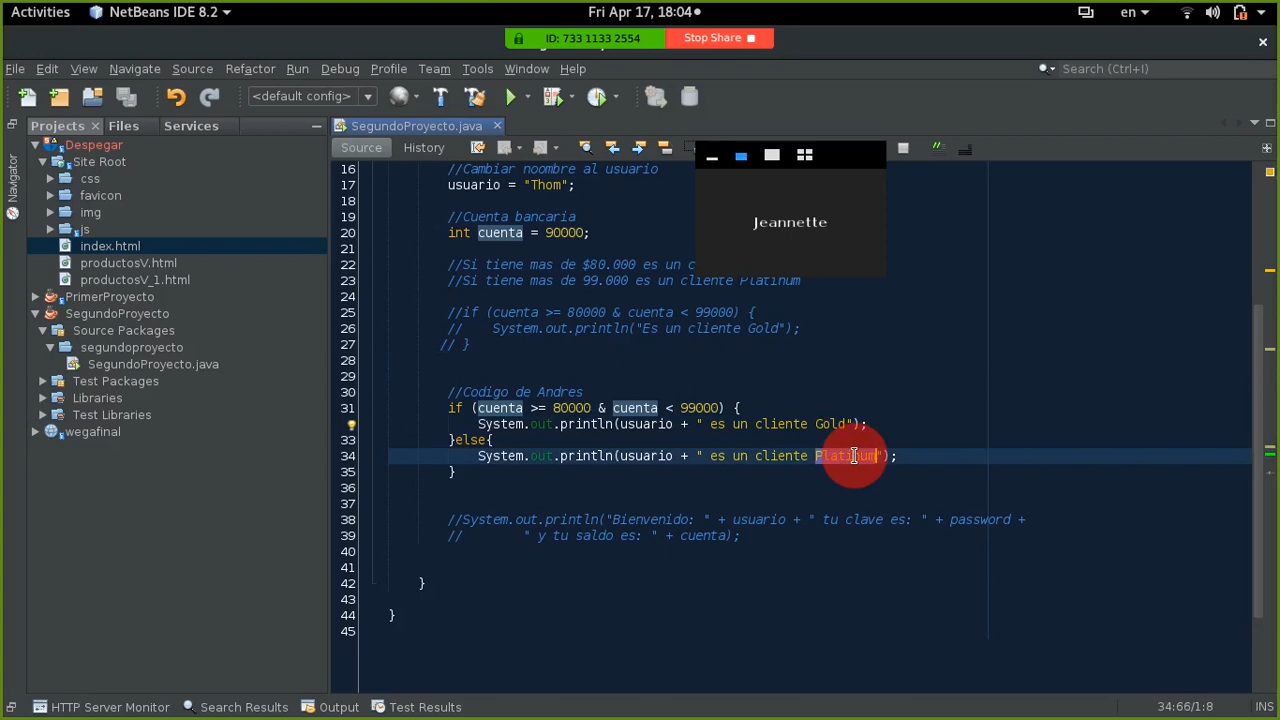 Activities NetBeans IDE 8.2 Fri Apr 17, 18:04 en
ID: 733 1133 2554 Stop Share
File Edit View Navigate Source Refactor Run Debug Profile Team Tools Window Help Search (Ctrl+I)
<default config>
Projects Files Services SegundoProyecto.java
Navigator
Source History
Despegar
Site Root
css
favicon
img
js
index.html
productosV.html
productosV_1.html
PrimerProyecto
SegundoProyecto
Source Packages
segundoproyecto
SegundoProyecto.java
Test Packages
Libraries
Test Libraries
wegafinal
Jeannette
16 //Cambiar noombre al usuario
17 usuario = "Thom";
18
19 //Cuenta bancaria
20 int cuenta = 90000;
21
22 //Si tiene mas de $80.000 es un c
23 //Si tiene mas de 99.000 es un cliente Platinum
24
25 //if (cuenta >= 80000 & cuenta < 99000) {
26 // System.out.println("Es un cliente Gold");
27 // }
28
29
30 //Codigo de Andres
31 if (cuenta >= 80000 & cuenta < 99000) {
System.out.println(usuario + " es un cliente Gold");
33 }else{
34 System.out.println(usuario + " es un cliente Platinum");
35 }
36
37
38 //System.out.println("Bienvenido: " + usuario + " tu clave es: " + password +
39 // " y tu saldo es: " + cuenta);
40
41
42 }
43
44 }
45
HTTP Server Monitor Search Results Output Test Results 34:66/1:8 INS